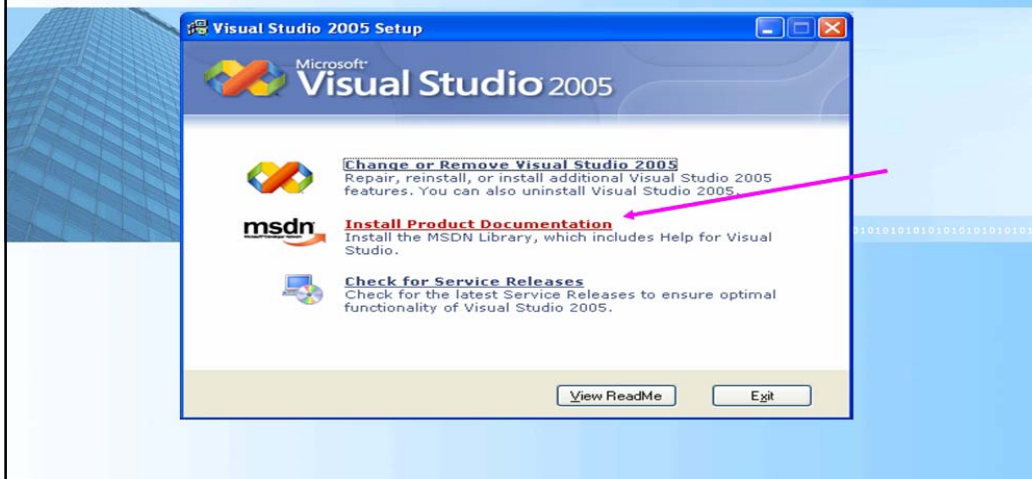 Visual Studio 2005 Setup
Microsoft
Visual Studio 2005
Change or Remove Visual Studio 2005
Repair, reinstall, or install additional Visual Studio 2005
features. You can also uninstall Visual Studio 2005.
msdn
Install Product Documentation
Install the MSDN Library, which includes Help for Visual
Studio.
Check for Service Releases
Check for the latest Service Releases to ensure optimal
functionality of Visual Studio 2005.
View ReadMe
Exit